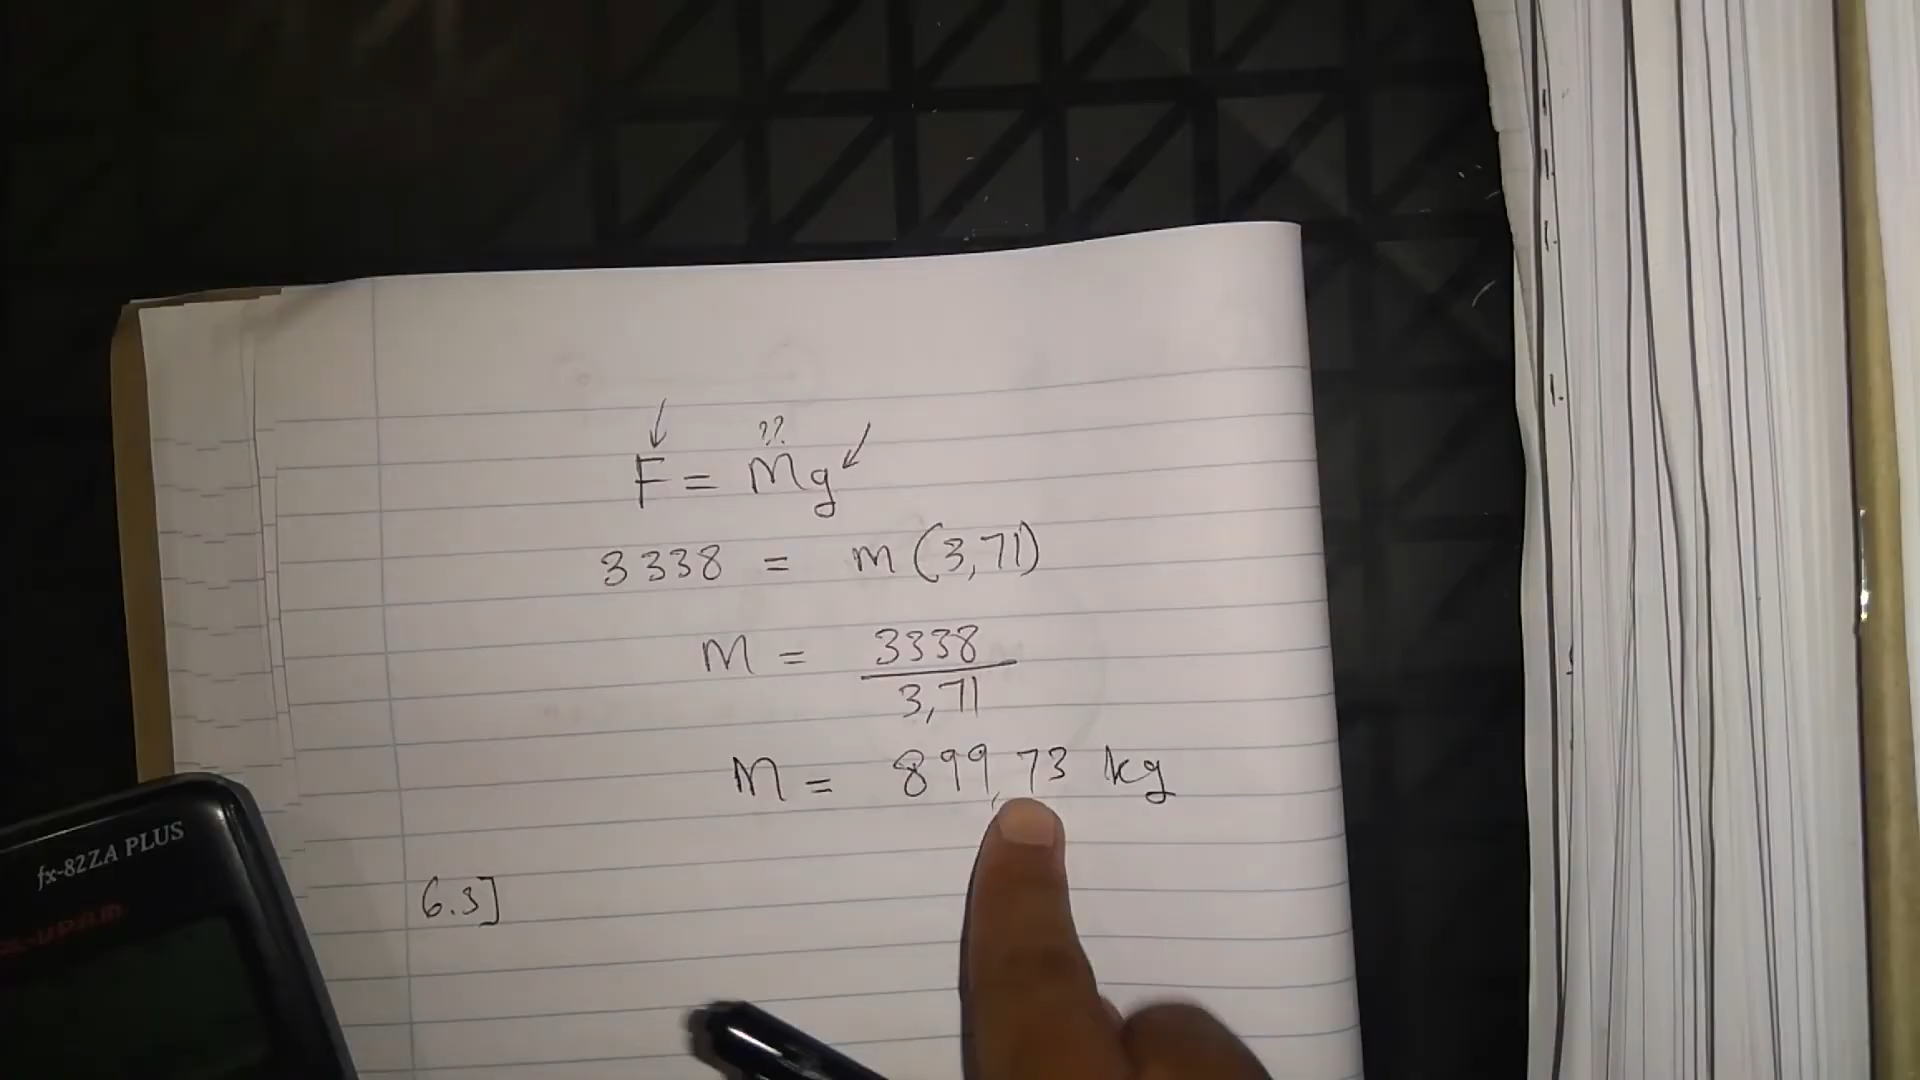 ??
F = Mg
3338 = m (3,71)
M = 3338
3,71
M = 899,73 kg
fx-82ZA PLUS
6.3]